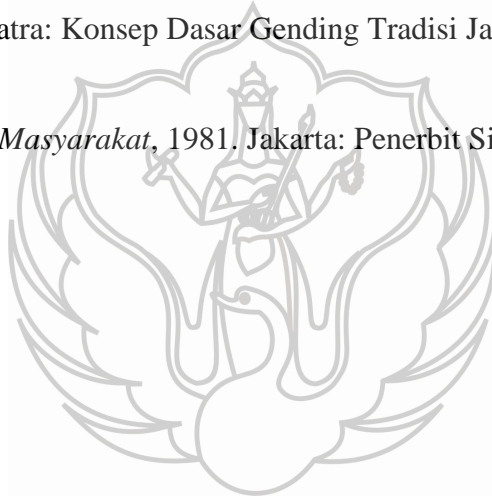 atra: Konsep Dasar Gending Tradisi Ja
Masyarakat, 1981. Jakarta: Penerbit Si